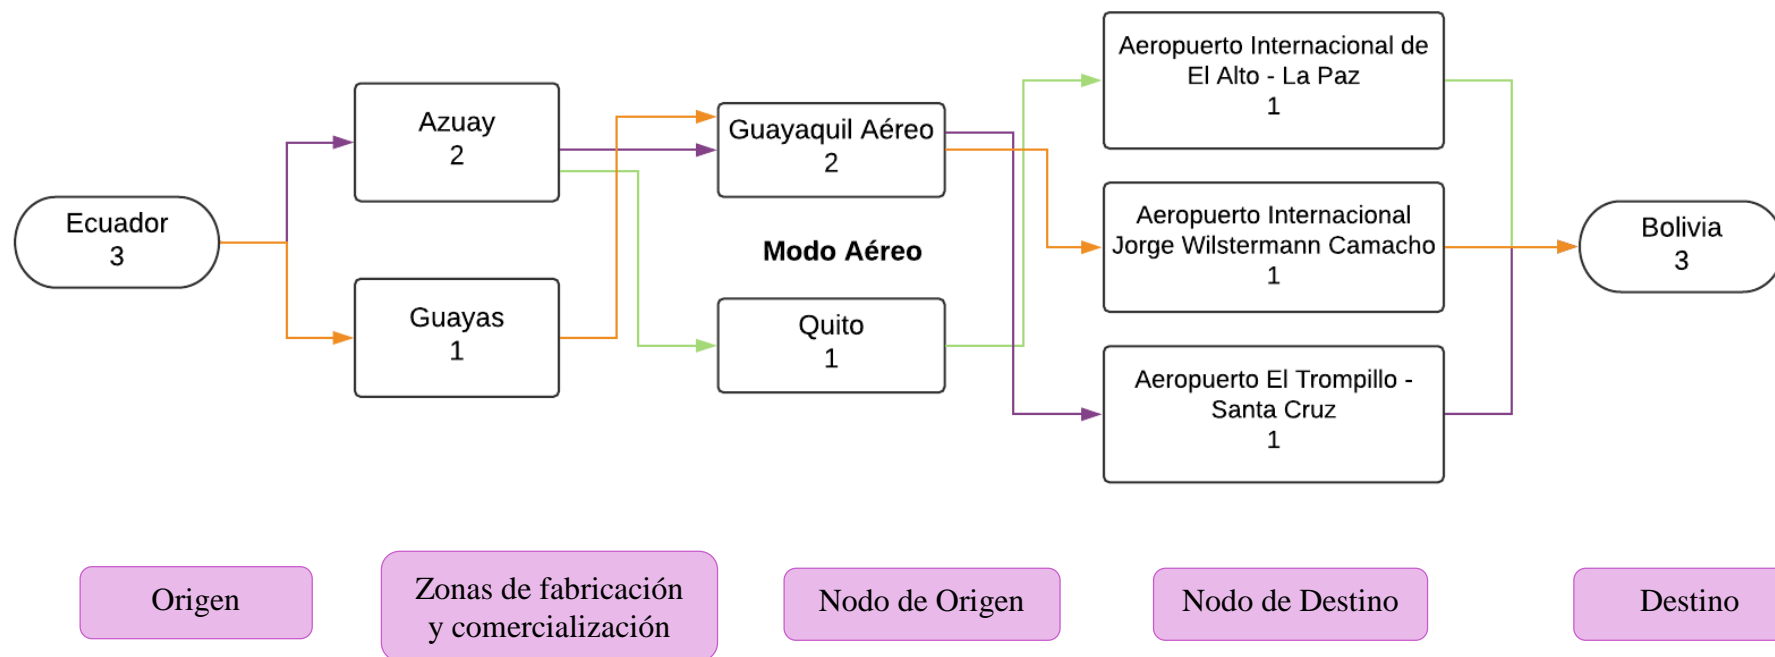 Ecuador
3
Azuay
2
Guayas
1
Guayaquil Aéreo
2
Modo Aéreo
Quito
1
Aeropuerto Internacional de
El Alto - La Paz
1
Aeropuerto Internacional
Jorge Wilstermann Camacho
1
Aeropuerto El Trompillo -
Santa Cruz
1
Bolivia
3
Origen
Zonas de fabricación
y comercialización
Nodo de Origen
Nodo de Destino
Destino